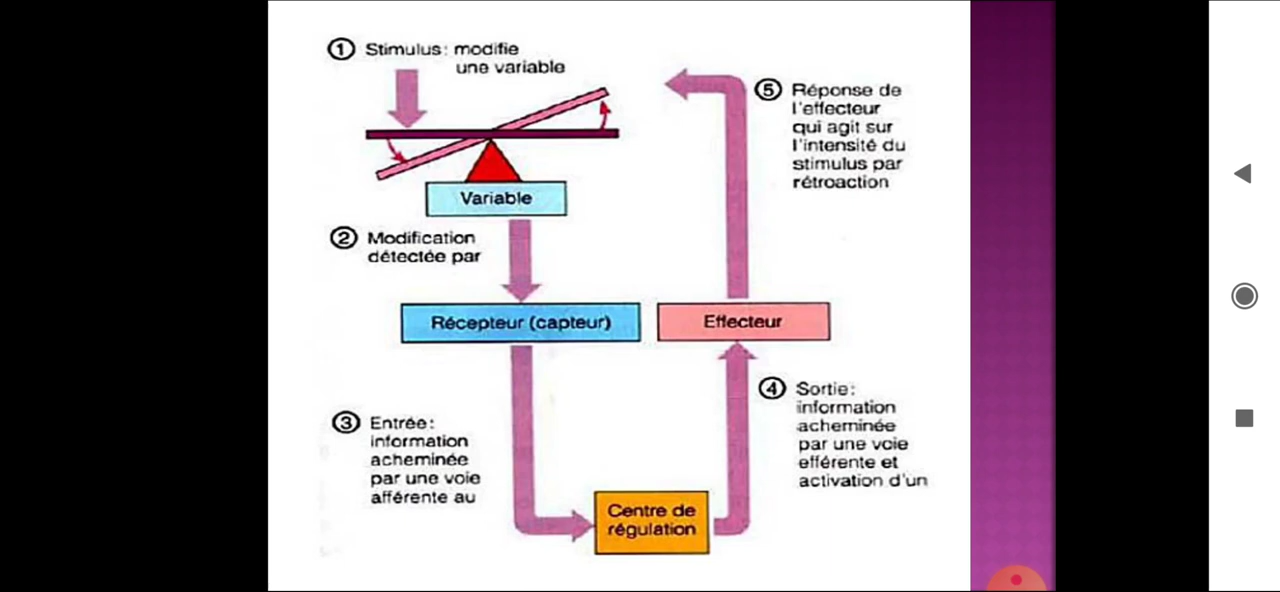 ① Stimulus: modifie
une variable
Variable
② Modification
détectée par
Récepteur (capteur)
③ Entrée:
information
acheminée
par une voie
afférente au
Centre de
régulation
④ Sortie:
information
acheminée
par une voie
efférente et
activation d'un
Effecteur
⑤ Réponse de
l'effecteur
qui agit sur
l'intensité du
stimulus par
rétroaction